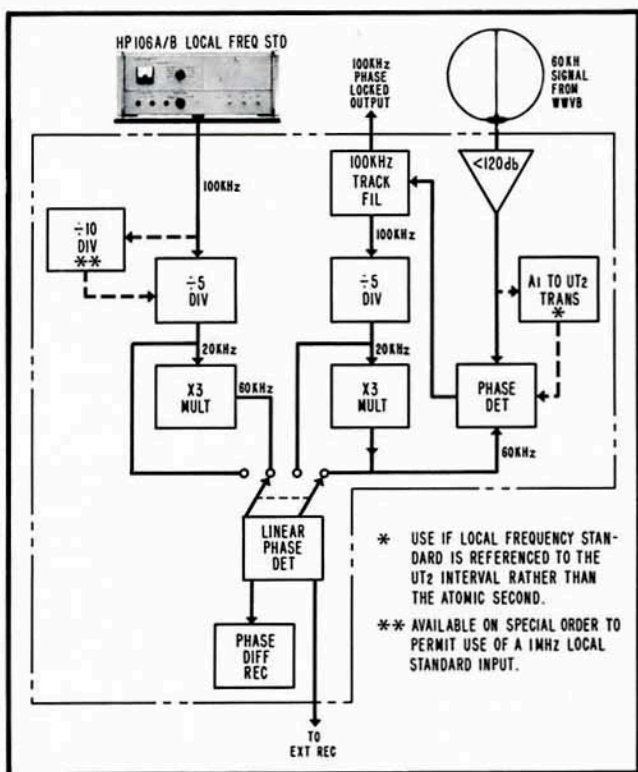 HP106A/B LOCAL FREQ STD
100KHz
PHASE
LOCKED
OUTPUT
60KH
SIGNAL
FROM
WWVB
100KHz
100KHz
TRACK
FIL
<120db
÷10
DIV
**
100KHz
÷5
DIV
÷5
DIV
A1 TO UT2
TRANS
*
20KHz
20KHz
X3
MULT
60KHz
X3
MULT
PHASE
DET
60KHz
LINEAR
PHASE
DET
PHASE
DIFF
REC
* USE IF LOCAL FREQUENCY STAN-
DARD IS REFERENCED TO THE
UT2 INTERVAL RATHER THAN
THE ATOMIC SECOND.
** AVAILABLE ON SPECIAL ORDER TO
PERMIT USE OF A 1MHz LOCAL
STANDARD INPUT.
TO
EXT REC